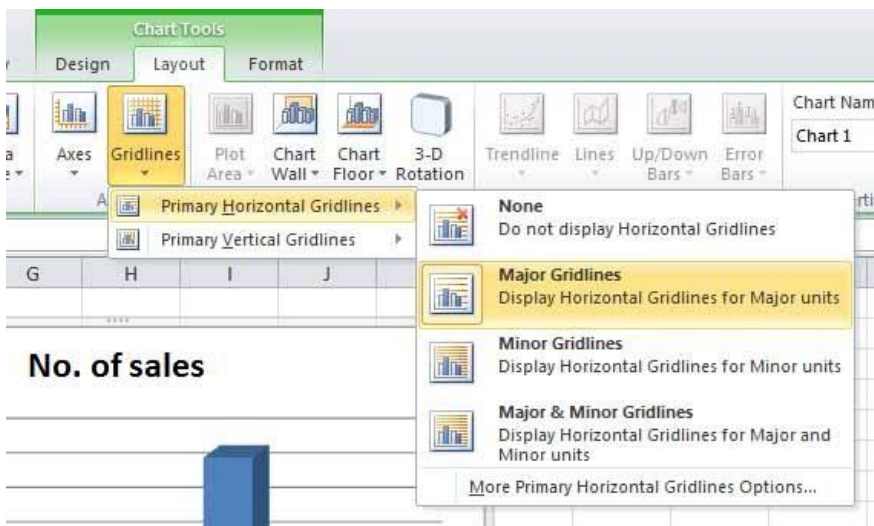 Chart Tools
Design Layout Format
Axes Gridlines Plot Area Chart Wall Chart Floor 3-D Rotation Trendline Lines Up/Down Bars Error Bars
Chart Nam
Chart 1
Primary Horizontal Gridlines
Primary Vertical Gridlines
None
Do not display Horizontal Gridlines
Major Gridlines
Display Horizontal Gridlines for Major units
Minor Gridlines
Display Horizontal Gridlines for Minor units
Major & Minor Gridlines
Display Horizontal Gridlines for Major and
Minor units
More Primary Horizontal Gridlines Options...
G H I J
No. of sales